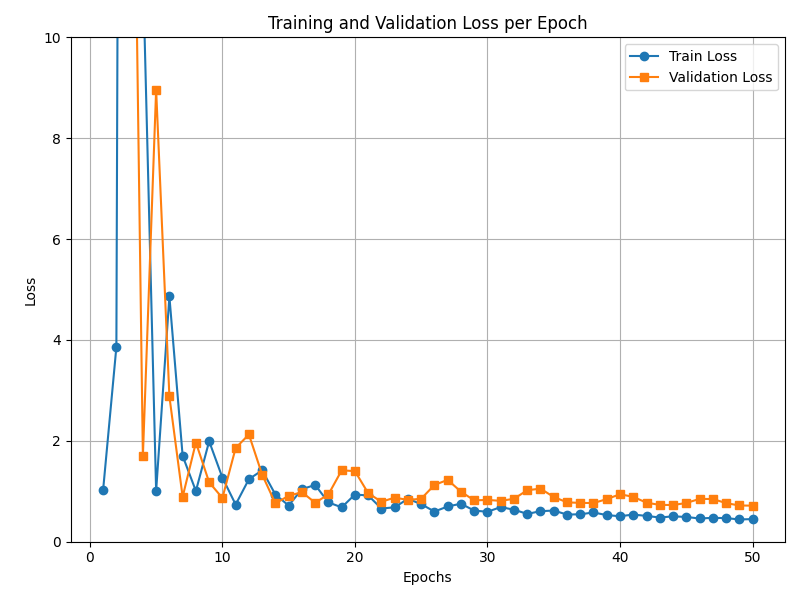 Training and Validation Loss per Epoch
Train Loss
Validation Loss
10
8
6
4
2
0
Loss
0 10 20 30 40 50
Epochs